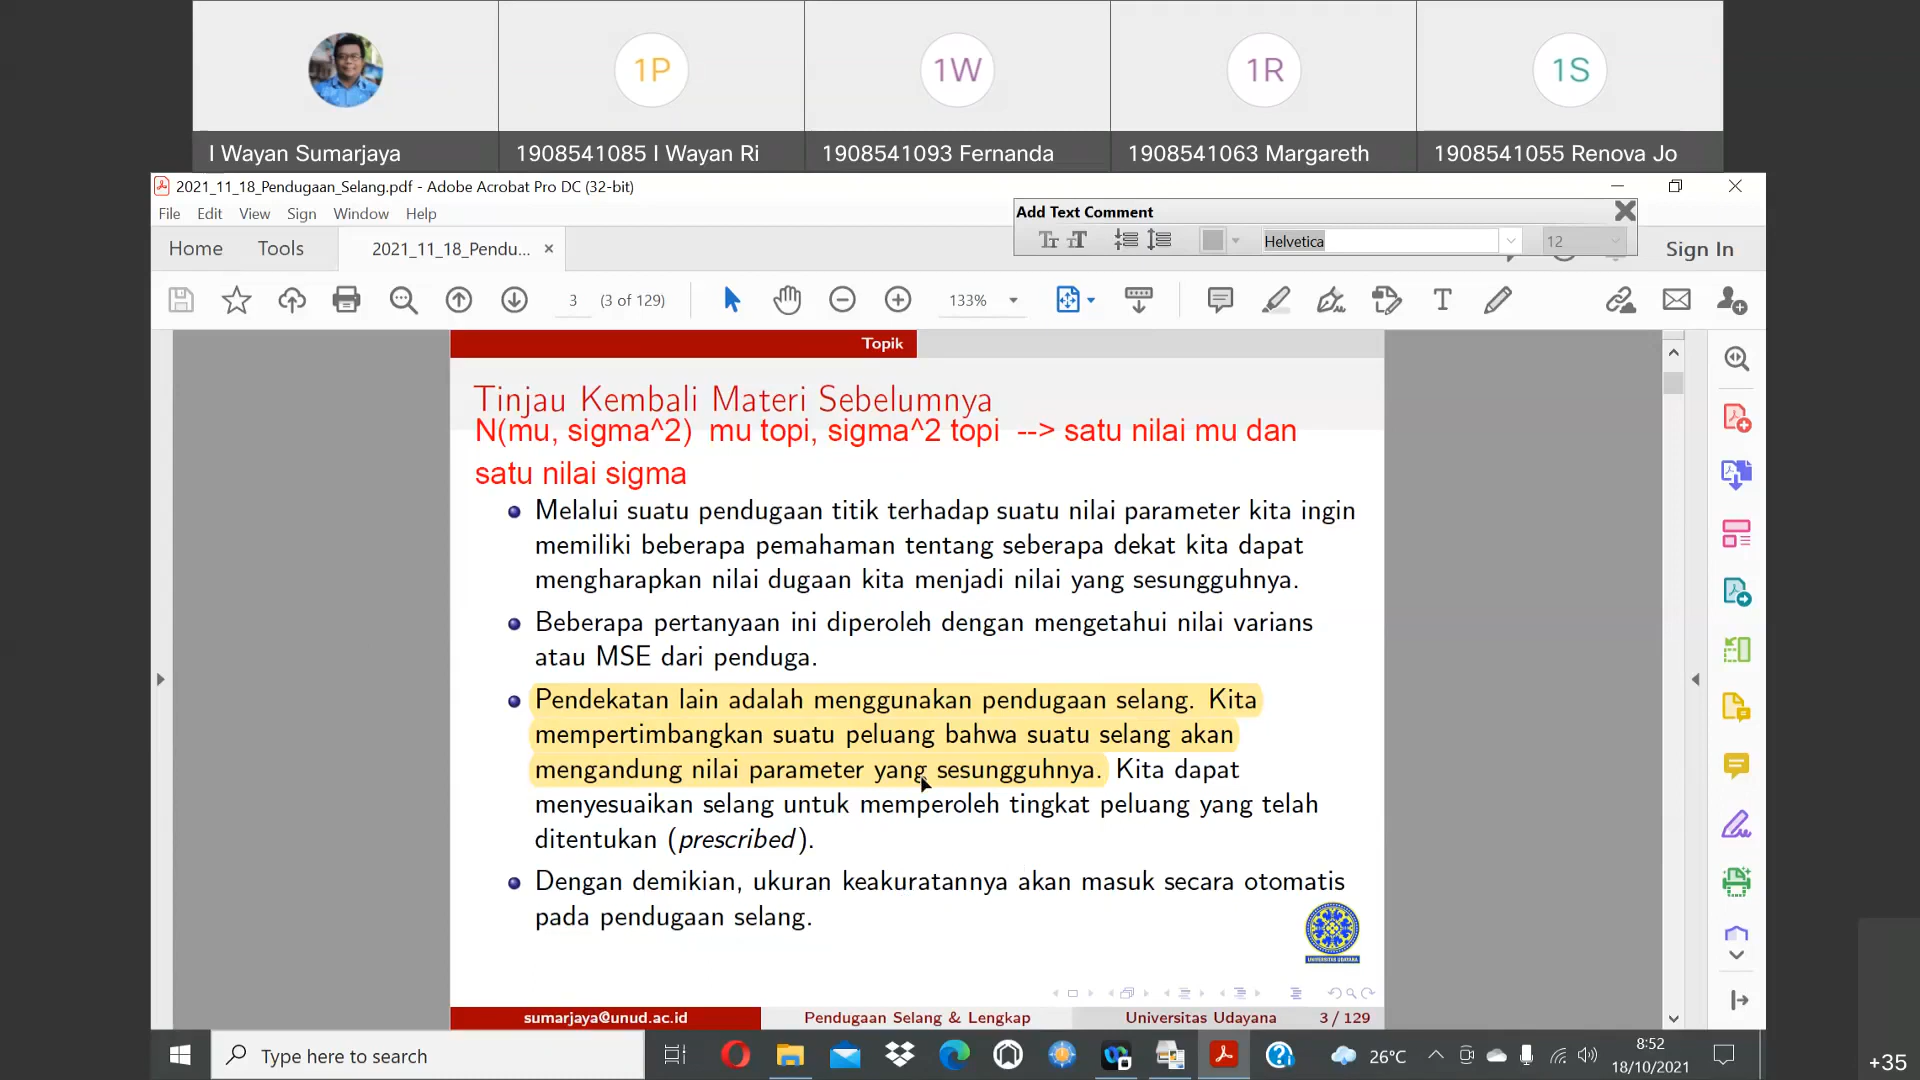 1P
1W
1R
1S
I Wayan Sumarjaya
1908541085 I Wayan Ri
1908541093 Fernanda
1908541063 Margareth
1908541055 Renova Jo
2021_11_18_Pendugaan_Selang.pdf - Adobe Acrobat Pro DC (32-bit)
File Edit View Sign Window Help
Add Text Comment
Helvetica
12
Home
Tools
2021_11_18_Pendu...
Sign In
3
(3 of 129)
133%
Topik
Tinjau Kembali Materi Sebelumnya
N(mu, sigma^2)  mu topi, sigma^2 topi  --> satu nilai mu dan
satu nilai sigma
Melalui suatu pendugaan titik terhadap suatu nilai parameter kita ingin
memiliki beberapa pemahaman tentang seberapa dekat kita dapat
mengharapkan nilai dugaan kita menjadi nilai yang sesungguhnya.
Beberapa pertanyaan ini diperoleh dengan mengetahui nilai varians
atau MSE dari penduga.
Pendekatan lain adalah menggunakan pendugaan selang. Kita
mempertimbangkan suatu peluang bahwa suatu selang akan
mengandung nilai parameter yang sesungguhnya. Kita dapat
menyesuaikan selang untuk memperoleh tingkat peluang yang telah
ditentukan (prescribed).
Dengan demikian, ukuran keakuratannya akan masuk secara otomatis
pada pendugaan selang.
UNIVERSITAS UDAYANA
sumarjaya@unud.ac.id
Pendugaan Selang & Lengkap
Universitas Udayana
3 / 129
Type here to search
26°C
8:52
18/10/2021
+35